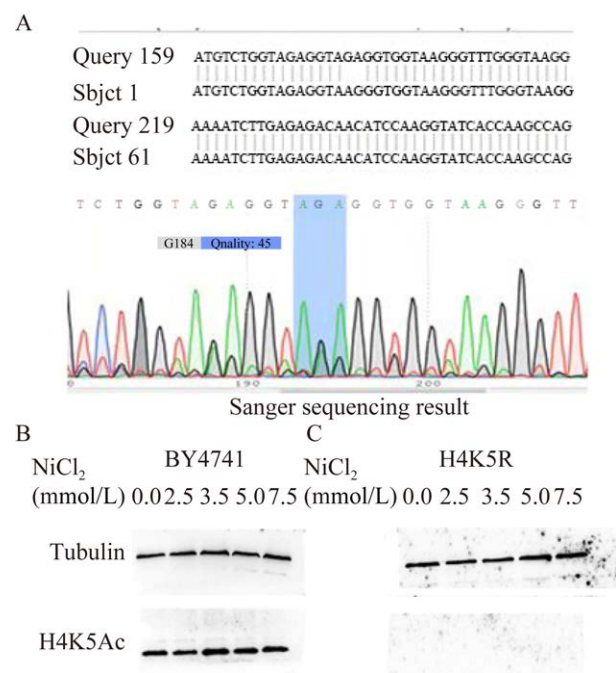 A
Query 159 ATGTCTGGTAGAGGTAGAGGTGGTAAGGGTTTGGGTAAGG
Sbjct 1 ATGTCTGGTAGAGGTAAGGGTGGTAAGGGTTTGGGTAAGG
Query 219 AAAATCTTGAGAGACAACATCCAAGGTATCACCAAGCCAG
Sbjct 61 AAAATCTTGAGAGACAACATCCAAGGTATCACCAAGCCAG
T C T G G T A G A G G T A G A G G T G G T A A G G G T T
G184 Qnality: 45
0 190 200
Sanger sequencing result
B C
NiCl2 BY4741 NiCl2 H4K5R
(mmol/L) 0.0 2.5 3.5 5.0 7.5 (mmol/L) 0.0 2.5 3.5 5.0 7.5
Tubulin
H4K5Ac